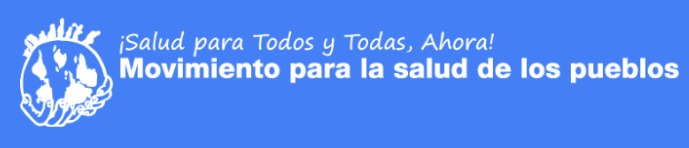 ¡Salud para Todos y Todas, Ahora!
Movimiento para la salud de los pueblos